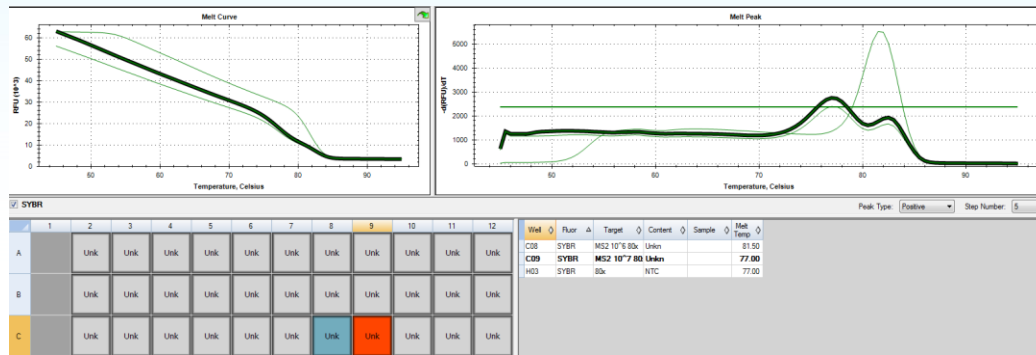 Melt Curve
60
50
40
30
20
10
0
RFU (10^3)
60 70 80 90
Temperature, Celsius
Melt Peak
5000
4000
3000
2000
1000
0
-d(RFU)/dT
60 70 80 90
Temperature, Celsius
SYBR
Peak Type: Positive Step Number: 5
1 2 3 4 5 6 7 8 9 10 11 12
A Unk Unk Unk Unk Unk Unk Unk Unk Unk Unk Unk
B Unk Unk Unk Unk Unk Unk Unk Unk Unk Unk Unk
C Unk Unk Unk Unk Unk Unk Unk Unk Unk Unk Unk
Well Fluor Target Content Sample Melt Temp
C08 SYBR MS2 10^6 80x Unkn 81.50
C09 SYBR MS2 10^7 80 Unkn 77.00
H03 SYBR 80x NTC 77.00